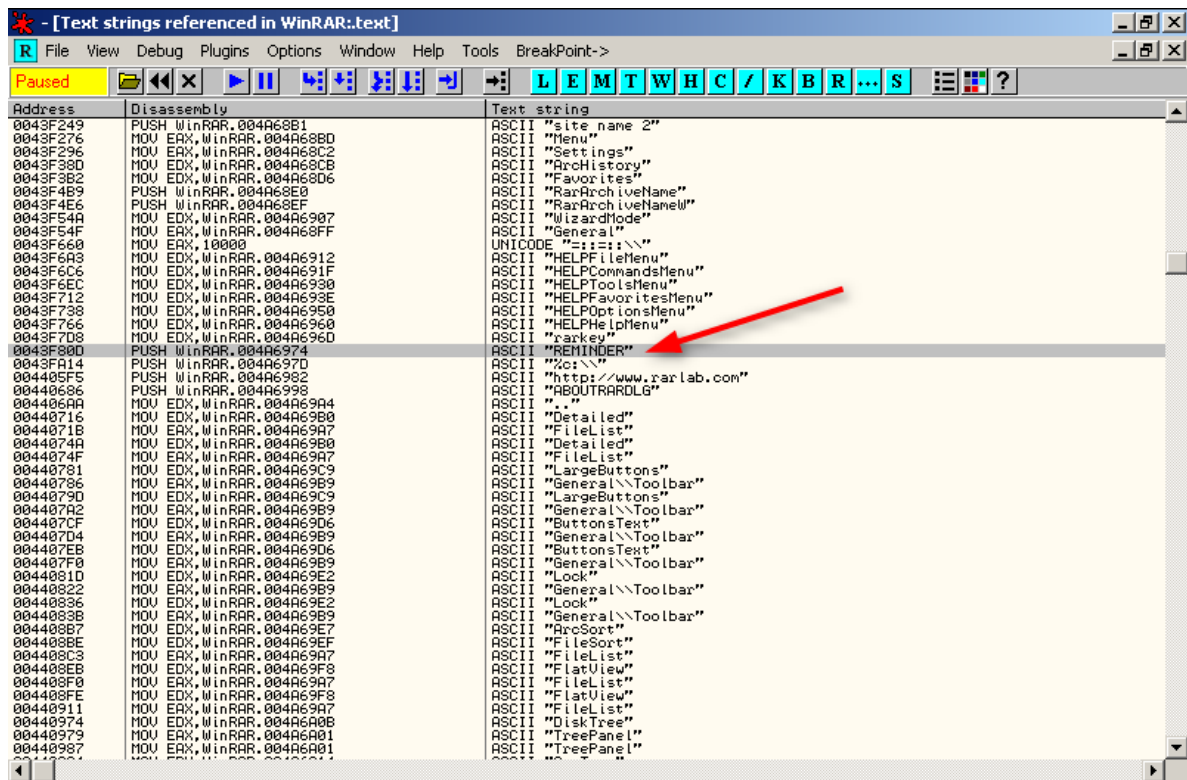 - [Text strings referenced in WinRAR:.text]
R File View Debug Plugins Options Window Help Tools BreakPoint->
Paused L E M T W H C / K B R ... S ?
Address Disassembly Text string
0043F249 PUSH WinRAR.004A68B1 ASCII "site name 2"
0043F276 MOV EAX,WinRAR.004A68BD ASCII "Menu"
0043F296 MOV EAX,WinRAR.004A68C2 ASCII "Settings"
0043F38D MOV EAX,WinRAR.004A68CB ASCII "ArcHistory"
0043F3B2 MOV EAX,WinRAR.004A68D6 ASCII "Favorites"
0043F4B9 PUSH WinRAR.004A68E0 ASCII "RarArchiveName"
0043F4E6 PUSH WinRAR.004A68EF ASCII "RarArchiveNameW"
0043F54A MOV EDX,WinRAR.004A6907 ASCII "WizardMode"
0043F54F MOV EAX,WinRAR.004A68FF ASCII "General"
0043F660 MOV EAX,10000 UNICODE "=::=::\\"
0043F6A3 MOV EDX,WinRAR.004A6912 ASCII "HELPFileMenu"
0043F6C6 MOV EDX,WinRAR.004A691F ASCII "HELPCommandsMenu"
0043F6EC MOV EDX,WinRAR.004A6930 ASCII "HELPToolsMenu"
0043F712 MOV EDX,WinRAR.004A693E ASCII "HELPFavoritesMenu"
0043F738 MOV EDX,WinRAR.004A6950 ASCII "HELPOptionsMenu"
0043F766 MOV EDX,WinRAR.004A6960 ASCII "HELPHelpMenu"
0043F7D8 MOV EDX,WinRAR.004A696D ASCII "rarkey"
0043F80D PUSH WinRAR.004A6974 ASCII "REMINDER"
0043FA14 PUSH WinRAR.004A697D ASCII "%c:\\"
004405F5 PUSH WinRAR.004A6982 ASCII "http://www.rarlab.com"
00440686 PUSH WinRAR.004A6998 ASCII "ABOUTRARDLG"
004406AA MOV EDX,WinRAR.004A69A4 ASCII ".."
00440716 MOV EDX,WinRAR.004A69B0 ASCII "Detailed"
0044071B MOV EAX,WinRAR.004A69A7 ASCII "FileList"
0044074A MOV EDX,WinRAR.004A69B0 ASCII "Detailed"
0044074F MOV EAX,WinRAR.004A69A7 ASCII "FileList"
00440781 MOV EDX,WinRAR.004A69C9 ASCII "LargeButtons"
00440786 MOV EAX,WinRAR.004A69B9 ASCII "General\\Toolbar"
0044079D MOV EDX,WinRAR.004A69C9 ASCII "LargeButtons"
004407A2 MOV EAX,WinRAR.004A69B9 ASCII "General\\Toolbar"
004407CF MOV EDX,WinRAR.004A69D6 ASCII "ButtonsText"
004407D4 MOV EAX,WinRAR.004A69B9 ASCII "General\\Toolbar"
004407EB MOV EDX,WinRAR.004A69D6 ASCII "ButtonsText"
004407F0 MOV EAX,WinRAR.004A69B9 ASCII "General\\Toolbar"
0044081D MOV EDX,WinRAR.004A69E2 ASCII "Lock"
00440822 MOV EAX,WinRAR.004A69B9 ASCII "General\\Toolbar"
00440836 MOV EDX,WinRAR.004A69E2 ASCII "Lock"
0044083B MOV EAX,WinRAR.004A69B9 ASCII "General\\Toolbar"
004408B7 MOV EDX,WinRAR.004A69E7 ASCII "ArcSort"
004408BE MOV EDX,WinRAR.004A69EF ASCII "FileSort"
004408C3 MOV EAX,WinRAR.004A69A7 ASCII "FileList"
004408EB MOV EDX,WinRAR.004A69F8 ASCII "FlatView"
004408F0 MOV EAX,WinRAR.004A69A7 ASCII "FileList"
004408FE MOV EDX,WinRAR.004A69F8 ASCII "FlatView"
00440911 MOV EAX,WinRAR.004A69A7 ASCII "FileList"
00440974 MOV EDX,WinRAR.004A6A0B ASCII "DiskTree"
00440979 MOV EAX,WinRAR.004A6A01 ASCII "TreePanel"
00440987 MOV EAX,WinRAR.004A6A01 ASCII "TreePanel"